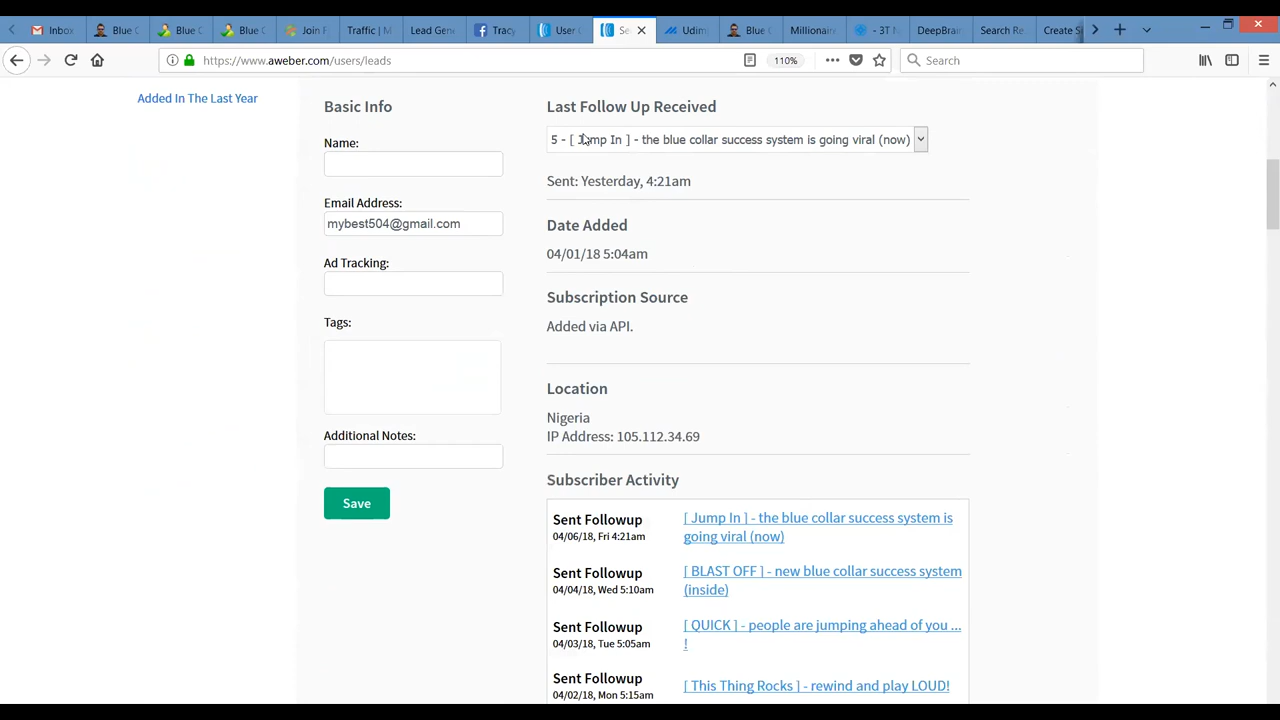 Inbox
Blue C
Blue C
Blue C
Join F
Traffic | M
Lead Gene
Tracy
User
Se
Udim
Blue
Millionaire
- 3T N
DeepBrain
Search Re
Create S
https://www.aweber.com/users/leads
110%
Search
Added In The Last Year
Basic Info
Name:
Email Address:
mybest504@gmail.com
Ad Tracking:
Tags:
Additional Notes:
Save
Last Follow Up Received
5 - [ Jump In ] - the blue collar success system is going viral (now)
Sent: Yesterday, 4:21am
Date Added
04/01/18 5:04am
Subscription Source
Added via API.
Location
Nigeria
IP Address: 105.112.34.69
Subscriber Activity
Sent Followup
04/06/18, Fri 4:21am
[ Jump In ] - the blue collar success system is
going viral (now)
Sent Followup
04/04/18, Wed 5:10am
[ BLAST OFF ] - new blue collar success system
(inside)
Sent Followup
04/03/18, Tue 5:05am
[ QUICK ] - people are jumping ahead of you ...
!
Sent Followup
04/02/18, Mon 5:15am
[ This Thing Rocks ] - rewind and play LOUD!